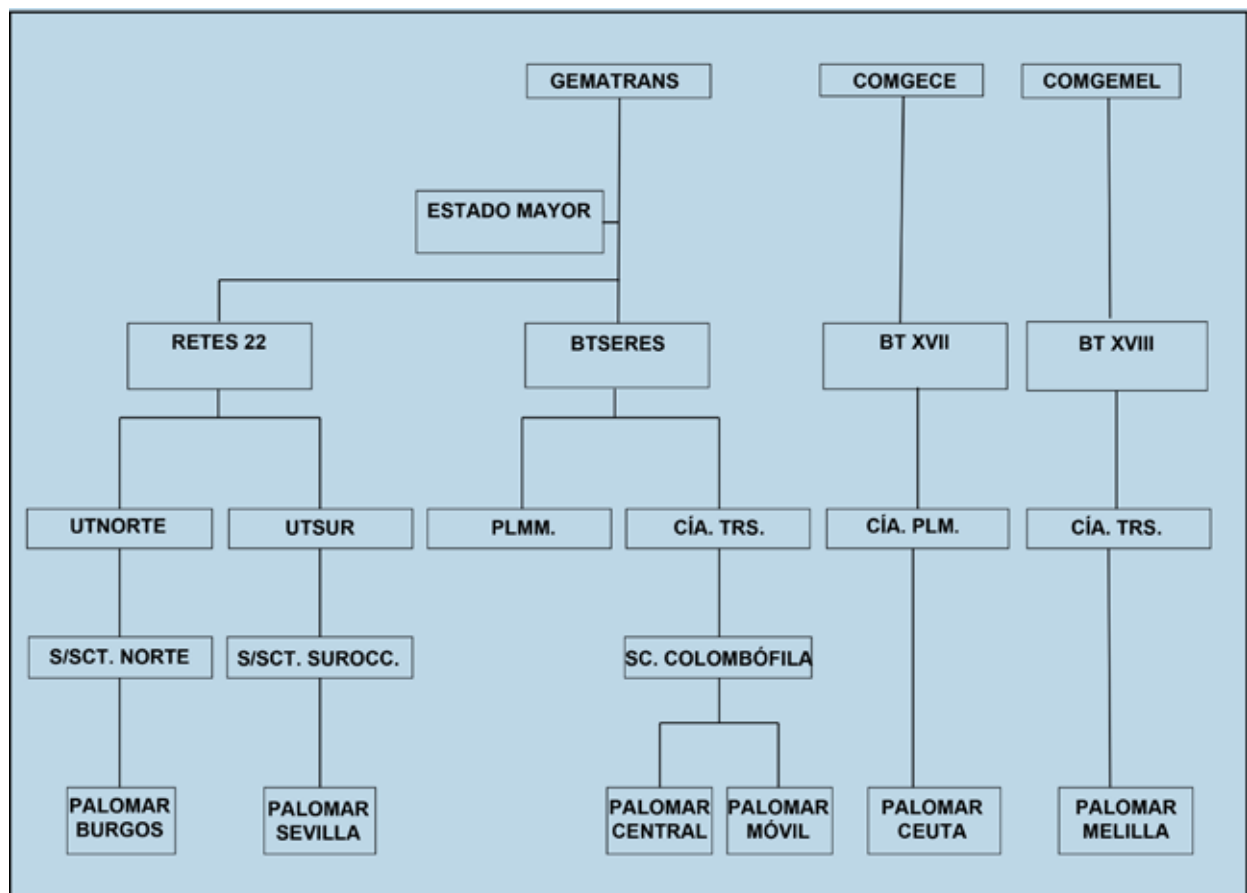 GEMATRANS
COMGECE
COMGEMEL
ESTADO MAYOR
RETES 22
BTSERES
BT XVII
BT XVIII
UTNORTE
UTSUR
PLMM.
CÍA. TRS.
CÍA. PLM.
CÍA. TRS.
S/SCT. NORTE
S/SCT. SUROCC.
SC. COLOMBÓFILA
PALOMAR
BURGOS
PALOMAR
SEVILLA
PALOMAR
CENTRAL
PALOMAR
MÓVIL
PALOMAR
CEUTA
PALOMAR
MELILLA